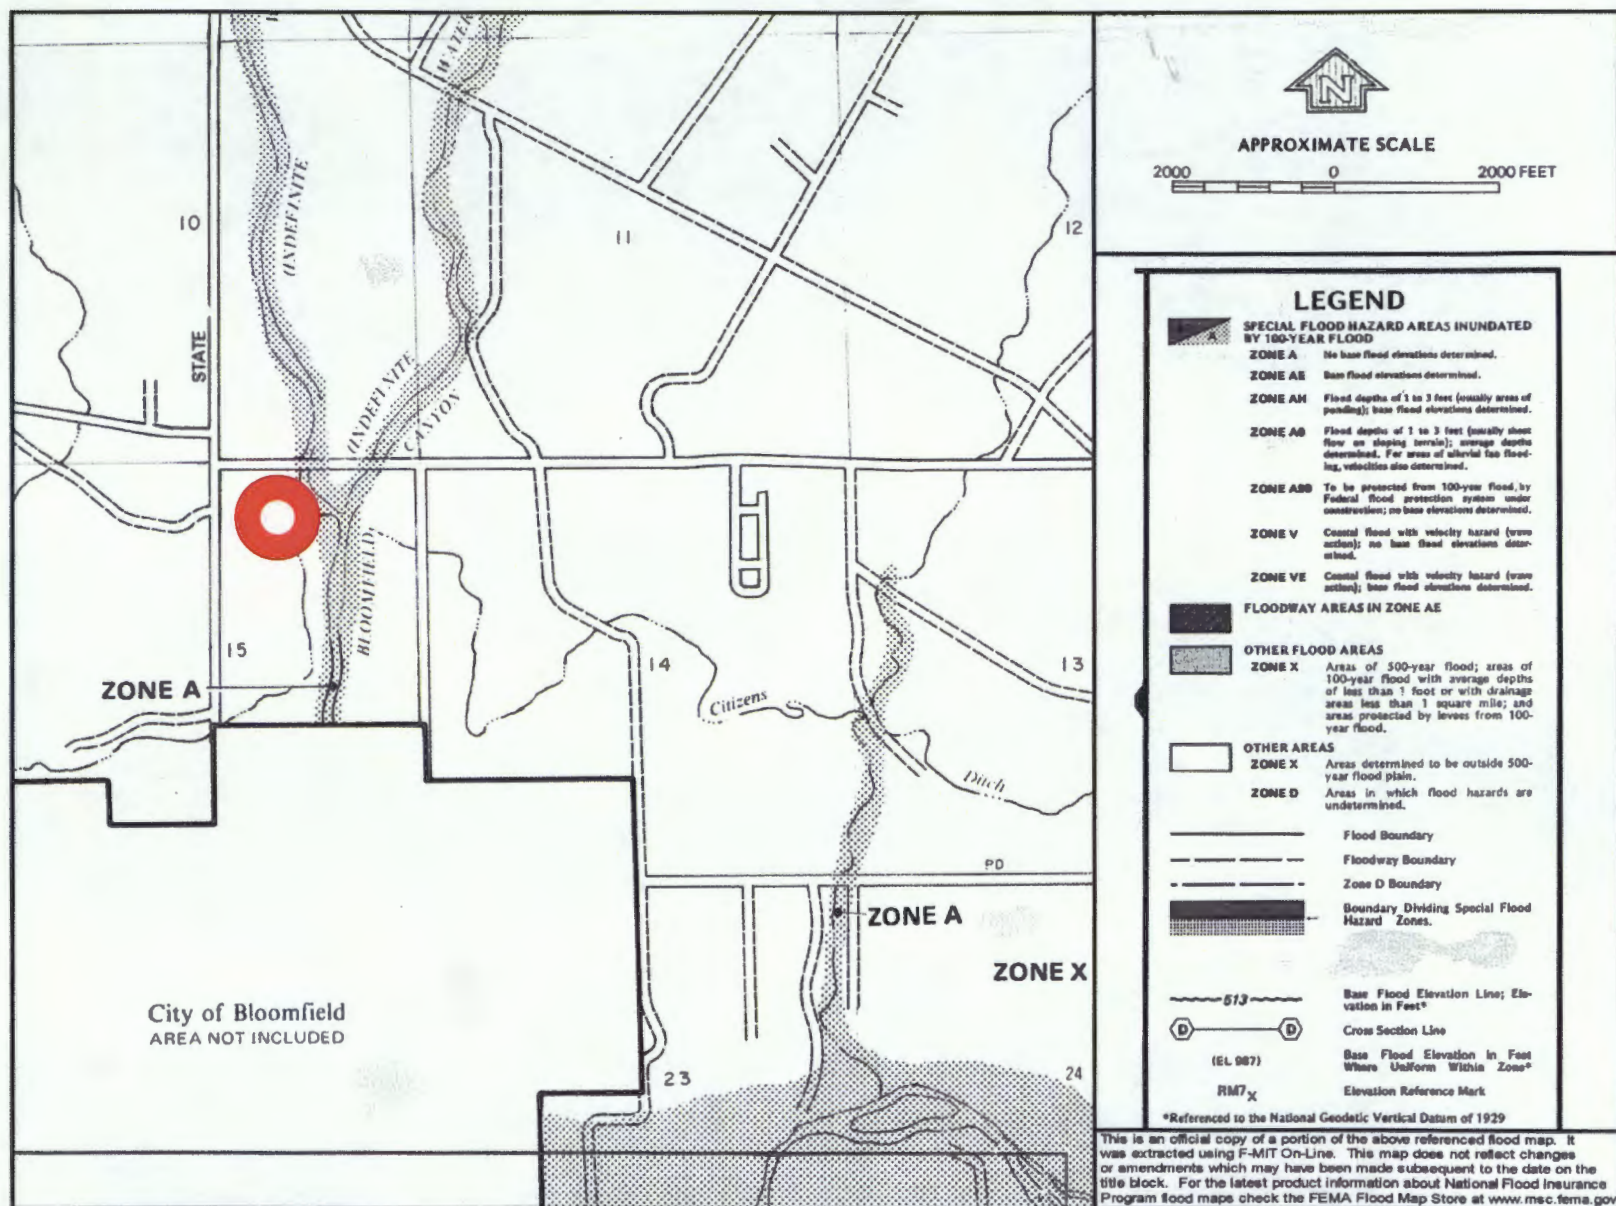 WATER
10
(INDEFINITE
11
12
STATE
(INDEFINITE
CANYON
BLOOMFIELD)
15
14
13
ZONE A
Citizens
Ditch
PD
ZONE A
ZONE X
City of Bloomfield
AREA NOT INCLUDED
23
24
N
APPROXIMATE SCALE
2000 0 2000 FEET
LEGEND
A
SPECIAL FLOOD HAZARD AREAS INUNDATED
BY 100-YEAR FLOOD
ZONE A No base flood elevations determined.
ZONE AE Base flood elevations determined.
ZONE AH Flood depths of 1 to 3 feet (usually areas of
ponding); base flood elevations determined.
ZONE AO Flood depths of 1 to 3 feet (usually sheet
flow on sloping terrain); average depths
determined. For areas of alluvial fan flood-
ing, velocities also determined.
ZONE A99 To be protected from 100-year flood, by
Federal flood protection system under
construction; no base elevations determined.
ZONE V Coastal flood with velocity hazard (wave
action); no base flood elevations deter-
mined.
ZONE VE Coastal flood with velocity hazard (wave
action); base flood elevations determined.
FLOODWAY AREAS IN ZONE AE
OTHER FLOOD AREAS
ZONE X Areas of 500-year flood; areas of
100-year flood with average depths
of less than 1 foot or with drainage
areas less than 1 square mile; and
areas protected by levees from 100-
year flood.
OTHER AREAS
ZONE X Areas determined to be outside 500-
year flood plain.
ZONE D Areas in which flood hazards are
undetermined.
Flood Boundary
Floodway Boundary
Zone D Boundary
Boundary Dividing Special Flood
Hazard Zones.
513 Base Flood Elevation Line; Ele-
vation in Feet*
D D Cross Section Line
(EL 987) Base Flood Elevation in Feet
Where Uniform Within Zone*
RM7X Elevation Reference Mark
*Referenced to the National Geodetic Vertical Datum of 1929
This is an official copy of a portion of the above referenced flood map. It
was extracted using F-MIT On-Line. This map does not reflect changes
or amendments which may have been made subsequent to the date on the
title block. For the latest product information about National Flood Insurance
Program flood maps check the FEMA Flood Map Store at www.msc.fema.gov